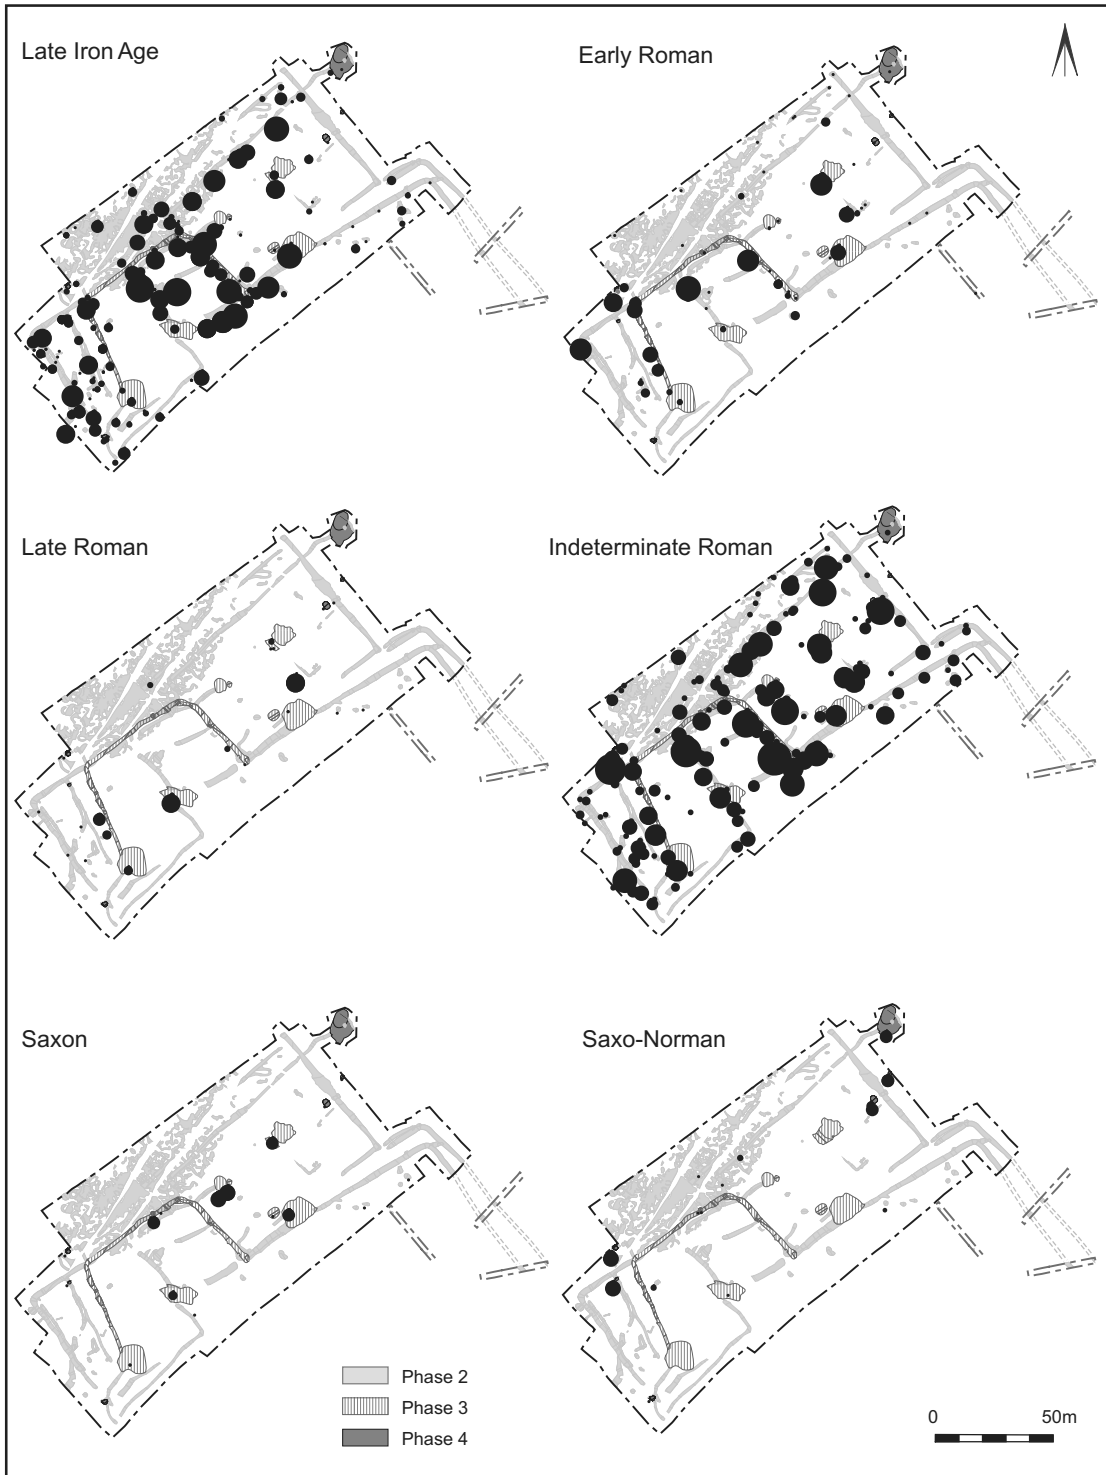 Late Iron Age
Early Roman
Late Roman
Indeterminate Roman
Saxon
Saxo-Norman
Phase 2
Phase 3
Phase 4
0 50m